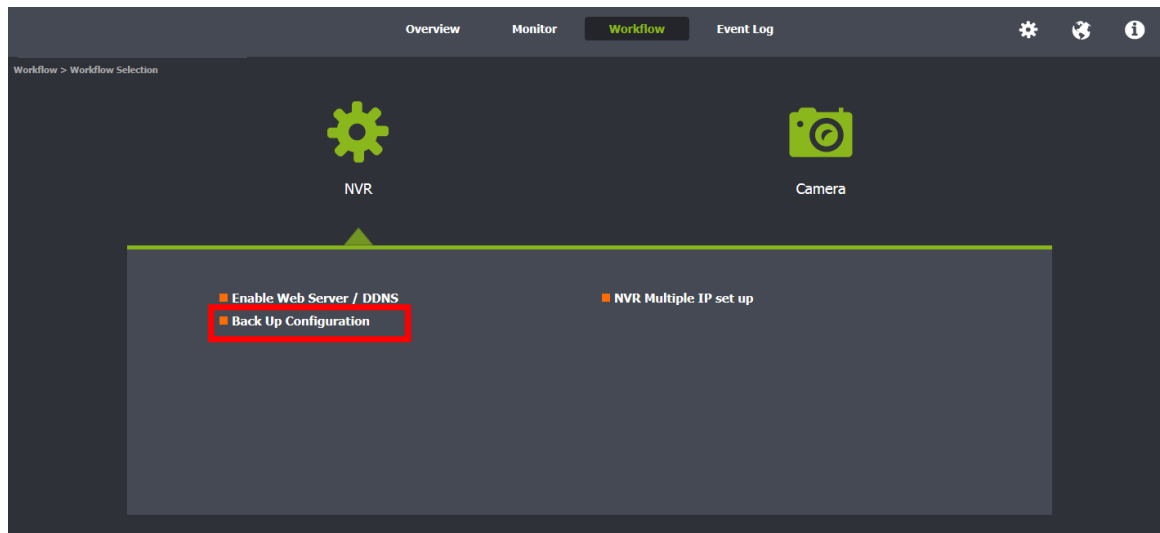 Overview Monitor Workflow Event Log
Workflow > Workflow Selection
NVR Camera
Enable Web Server / DDNS NVR Multiple IP set up
Back Up Configuration